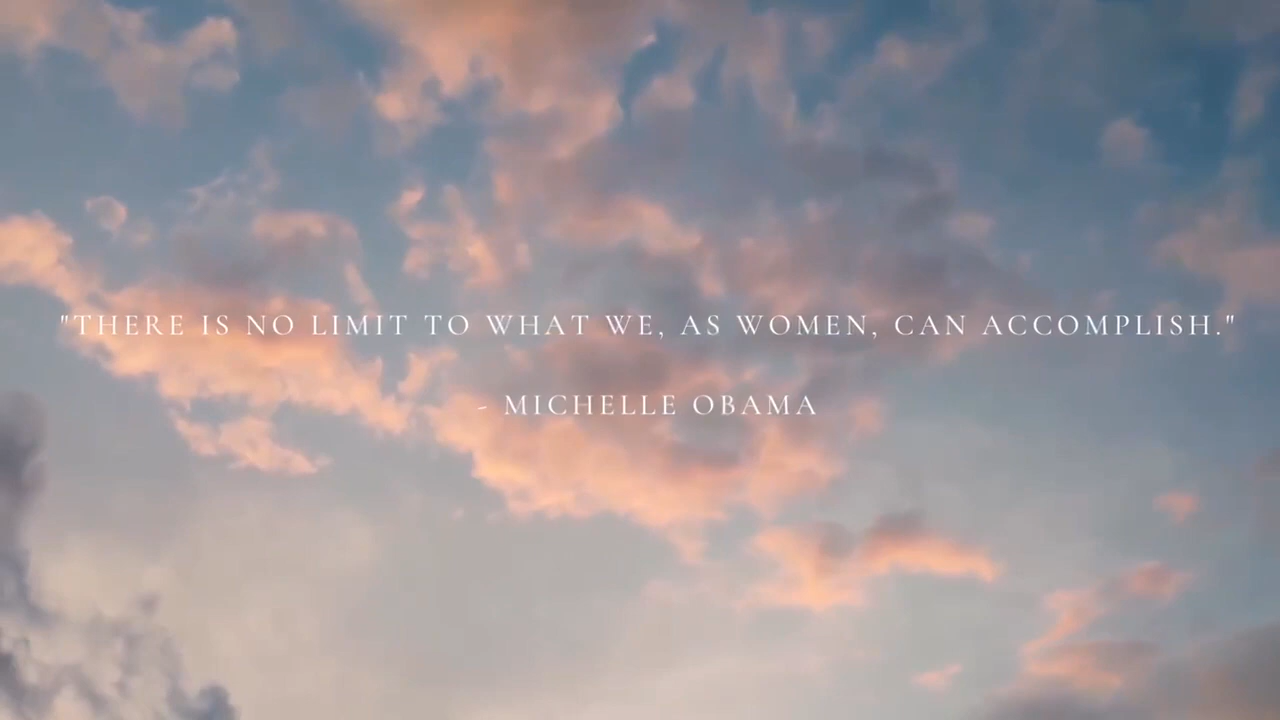 "THERE IS NO LIMIT TO WHAT WE, AS WOMEN, CAN ACCOMPLISH."
- MICHELLE OBAMA